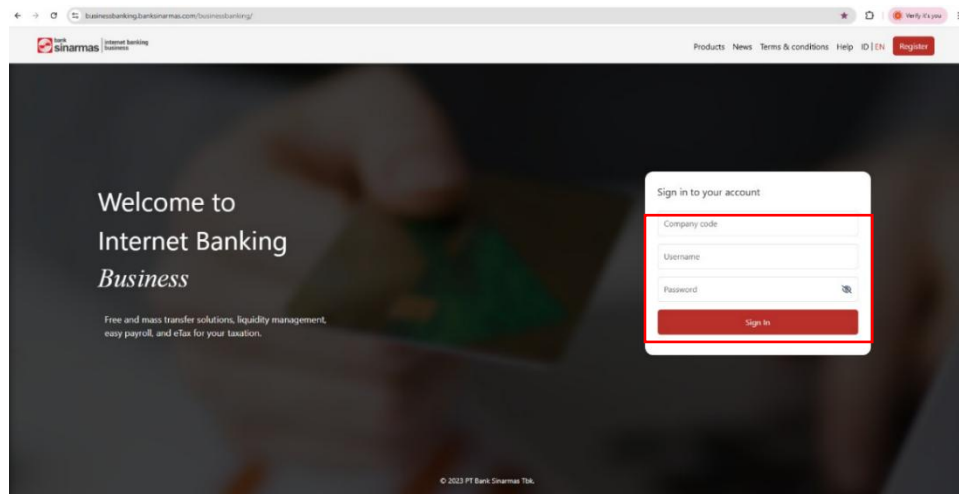 businessbanking.banksinarmas.com/businessbanking/
Verify it's you
bank
sinarmas
internet banking
business
Products News Terms & conditions Help ID | EN Register
Welcome to
Internet Banking
Business
Free and mass transfer solutions, liquidity management,
easy payroll, and eTax for your taxation.
Sign in to your account
Company code
Username
Password
Sign In
© 2023 PT Bank Sinarmas Tbk.